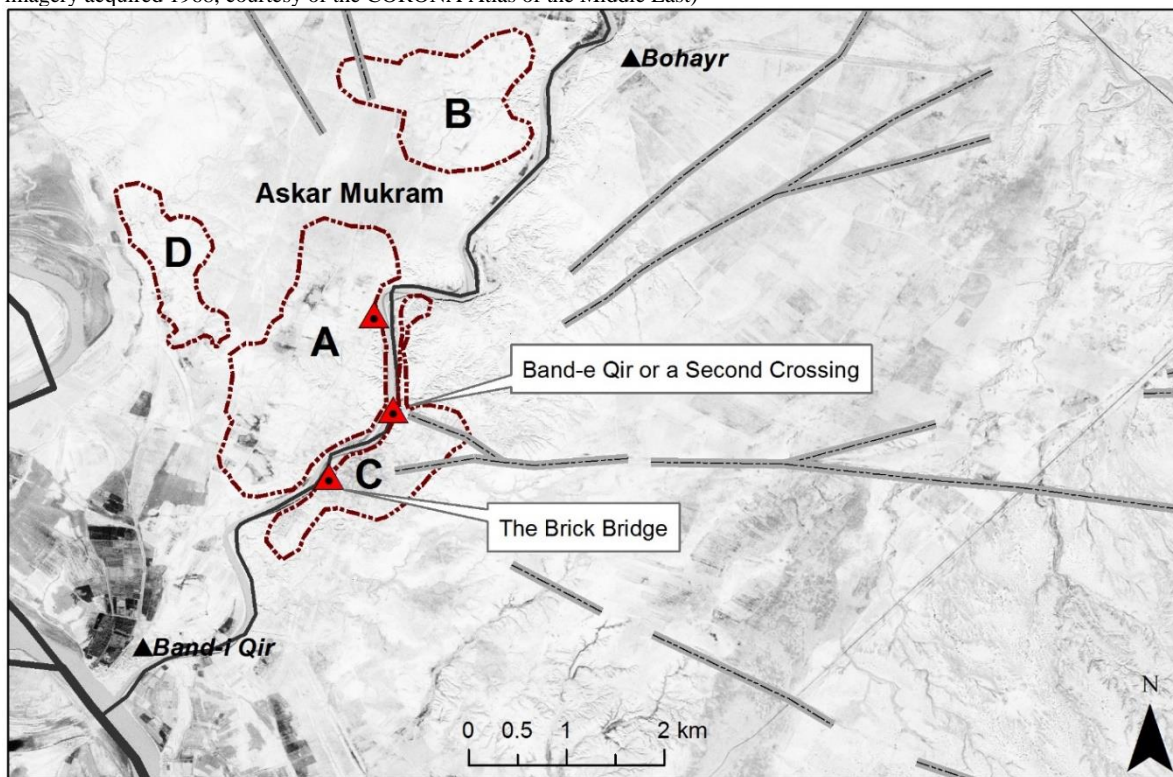 imagery acquired 1968, courtesy of the CORONA Atlas of the Middle East)
Bohayr
B
Askar Mukram
D
A
Band-e Qir or a Second Crossing
C
The Brick Bridge
Band-i Qir
N
0 0.5 1 2 km